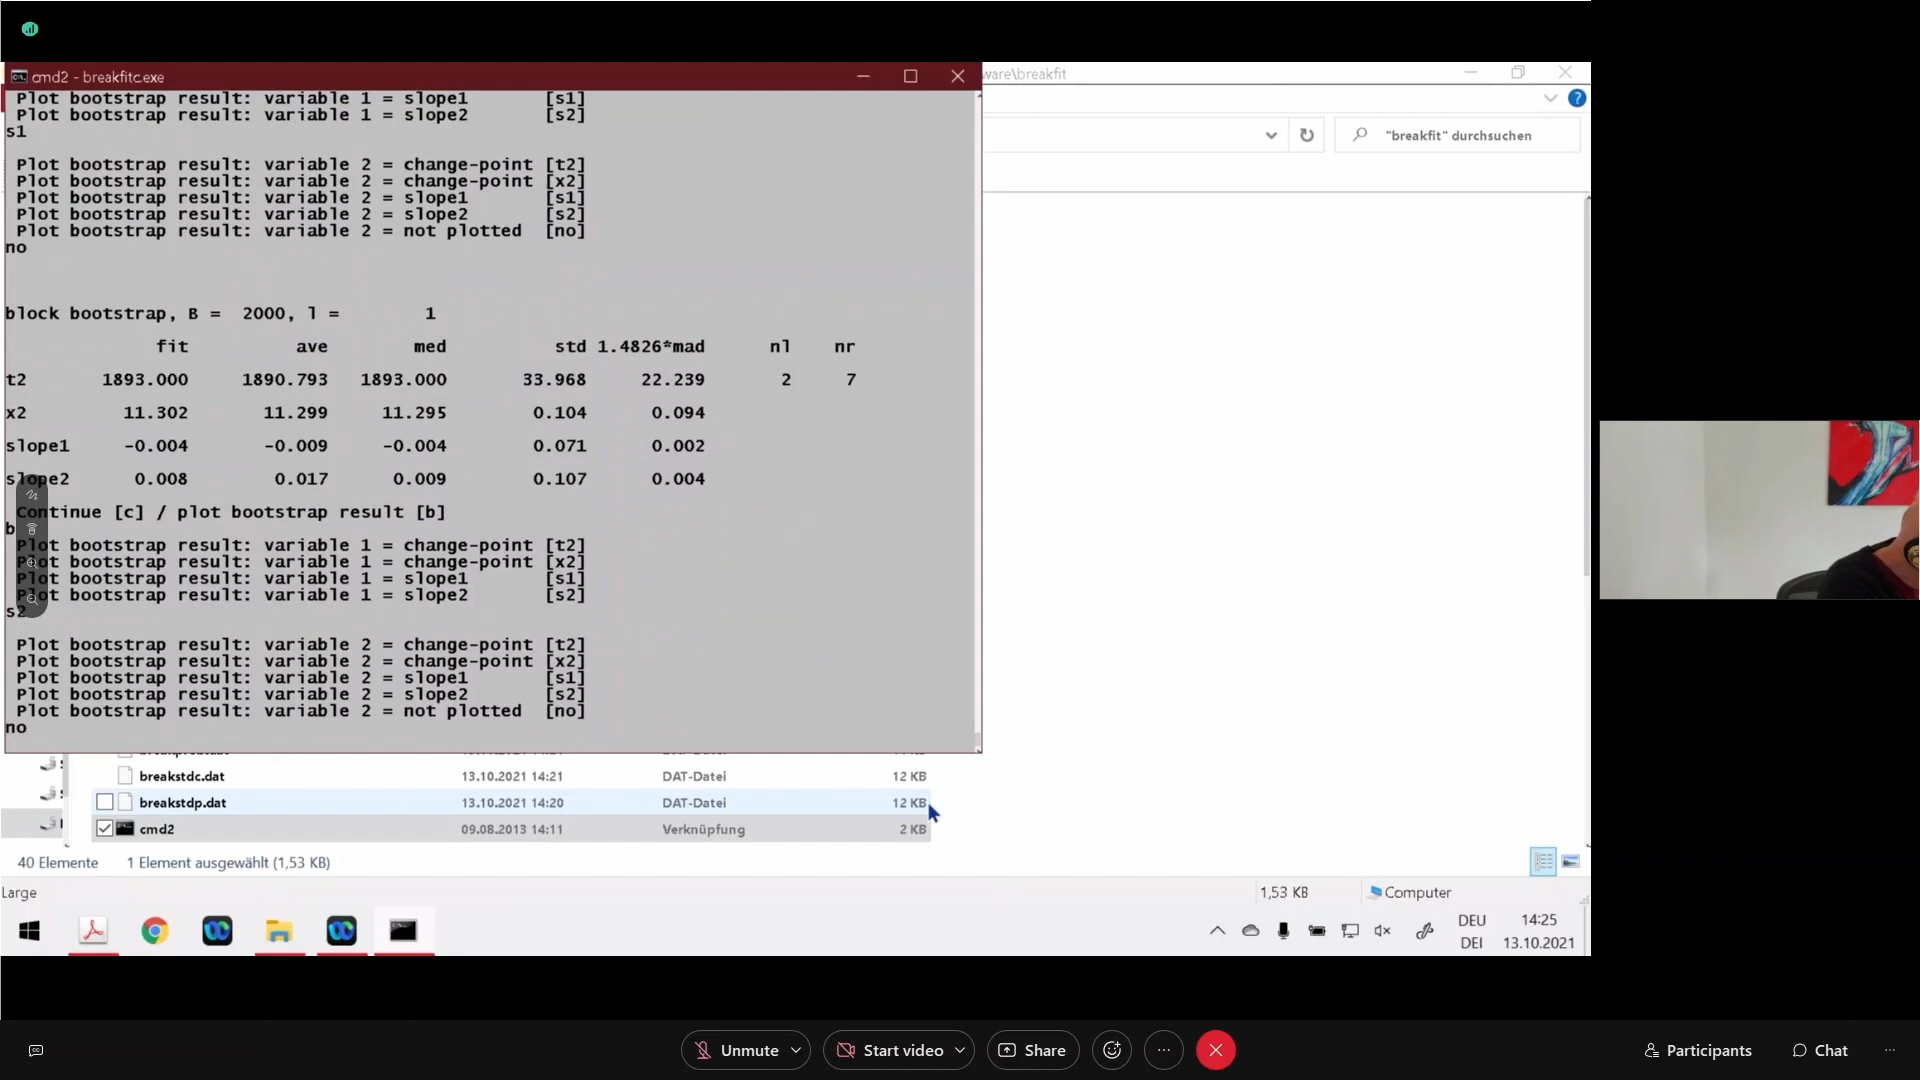 cmd2 - breakfitc.exe
ware\breakfit
Plot bootstrap result: variable 1 = slope1 [s1]
Plot bootstrap result: variable 1 = slope2 [s2]
s1
"breakfit" durchsuchen
Plot bootstrap result: variable 2 = change-point [t2]
Plot bootstrap result: variable 2 = change-point [x2]
Plot bootstrap result: variable 2 = slope1 [s1]
Plot bootstrap result: variable 2 = slope2 [s2]
Plot bootstrap result: variable 2 = not plotted [no]
no
block bootstrap, B = 2000, l = 1
fit ave med std 1.4826*mad nl nr
t2 1893.000 1890.793 1893.000 33.968 22.239 2 7
x2 11.302 11.299 11.295 0.104 0.094
slope1 -0.004 -0.009 -0.004 0.071 0.002
slope2 0.008 0.017 0.009 0.107 0.004
Continue [c] / plot bootstrap result [b]
b
Plot bootstrap result: variable 1 = change-point [t2]
Plot bootstrap result: variable 1 = change-point [x2]
Plot bootstrap result: variable 1 = slope1 [s1]
Plot bootstrap result: variable 1 = slope2 [s2]
s2
Plot bootstrap result: variable 2 = change-point [t2]
Plot bootstrap result: variable 2 = change-point [x2]
Plot bootstrap result: variable 2 = slope1 [s1]
Plot bootstrap result: variable 2 = slope2 [s2]
Plot bootstrap result: variable 2 = not plotted [no]
no
breakstdc.dat 13.10.2021 14:21 DAT-Datei 12 KB
breakstdp.dat 13.10.2021 14:20 DAT-Datei 12 KB
cmd2 09.08.2013 14:11 Verknüpfung 2 KB
40 Elemente 1 Element ausgewählt (1,53 KB)
Large 1,53 KB Computer
DEU 14:25
DEI 13.10.2021
Unmute Start video Share Participants Chat